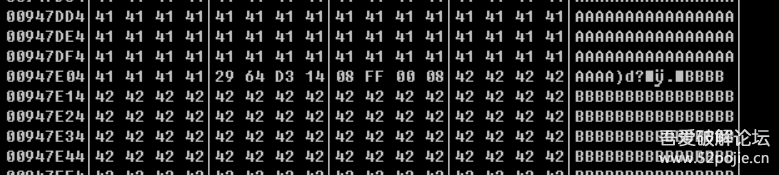 00947DD4 41 41 41 41 41 41 41 41 41 41 41 41 41 41 41 41 AAAAAAAAAAAAAAAA
00947DE4 41 41 41 41 41 41 41 41 41 41 41 41 41 41 41 41 AAAAAAAAAAAAAAAA
00947DF4 41 41 41 41 41 41 41 41 41 41 41 41 41 41 41 41 AAAAAAAAAAAAAAAA
00947E04 41 41 41 41 29 64 D3 14 08 FF 00 08 42 42 42 42 AAAA)d?■ÿ.■BBBB
00947E14 42 42 42 42 42 42 42 42 42 42 42 42 42 42 42 42 BBBBBBBBBBBBBBBB
00947E24 42 42 42 42 42 42 42 42 42 42 42 42 42 42 42 42 BBBBBBBBBBBBBBBB
00947E34 42 42 42 42 42 42 42 42 42 42 42 42 42 42 42 42
00947E44 42 42 42 42 42 42 42 42 42 42 42 42 42 42 42 42
吾爱破解论坛
www.52pojie.cn